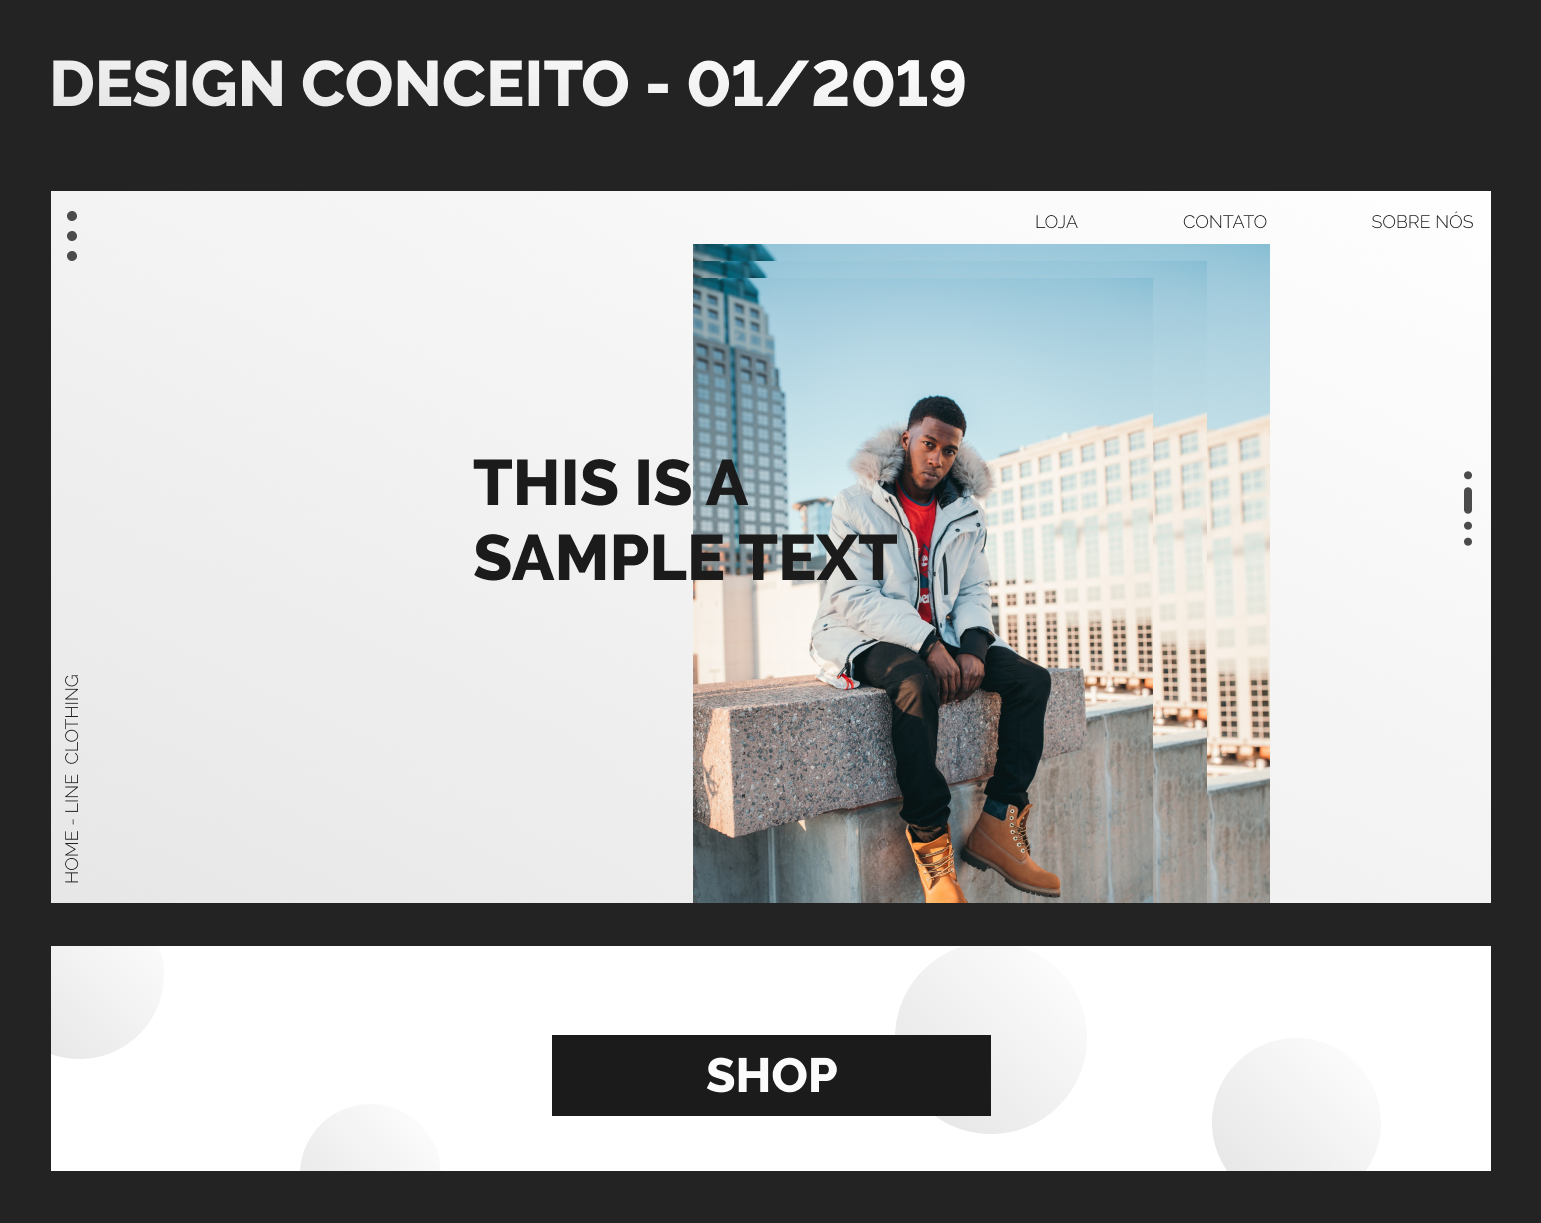 DESIGN CONCEITO - 01/2019
LOJA
CONTATO
SOBRE NÓS
THIS IS A
SAMPLE TEXT
HOME - LINE CLOTHING
SHOP